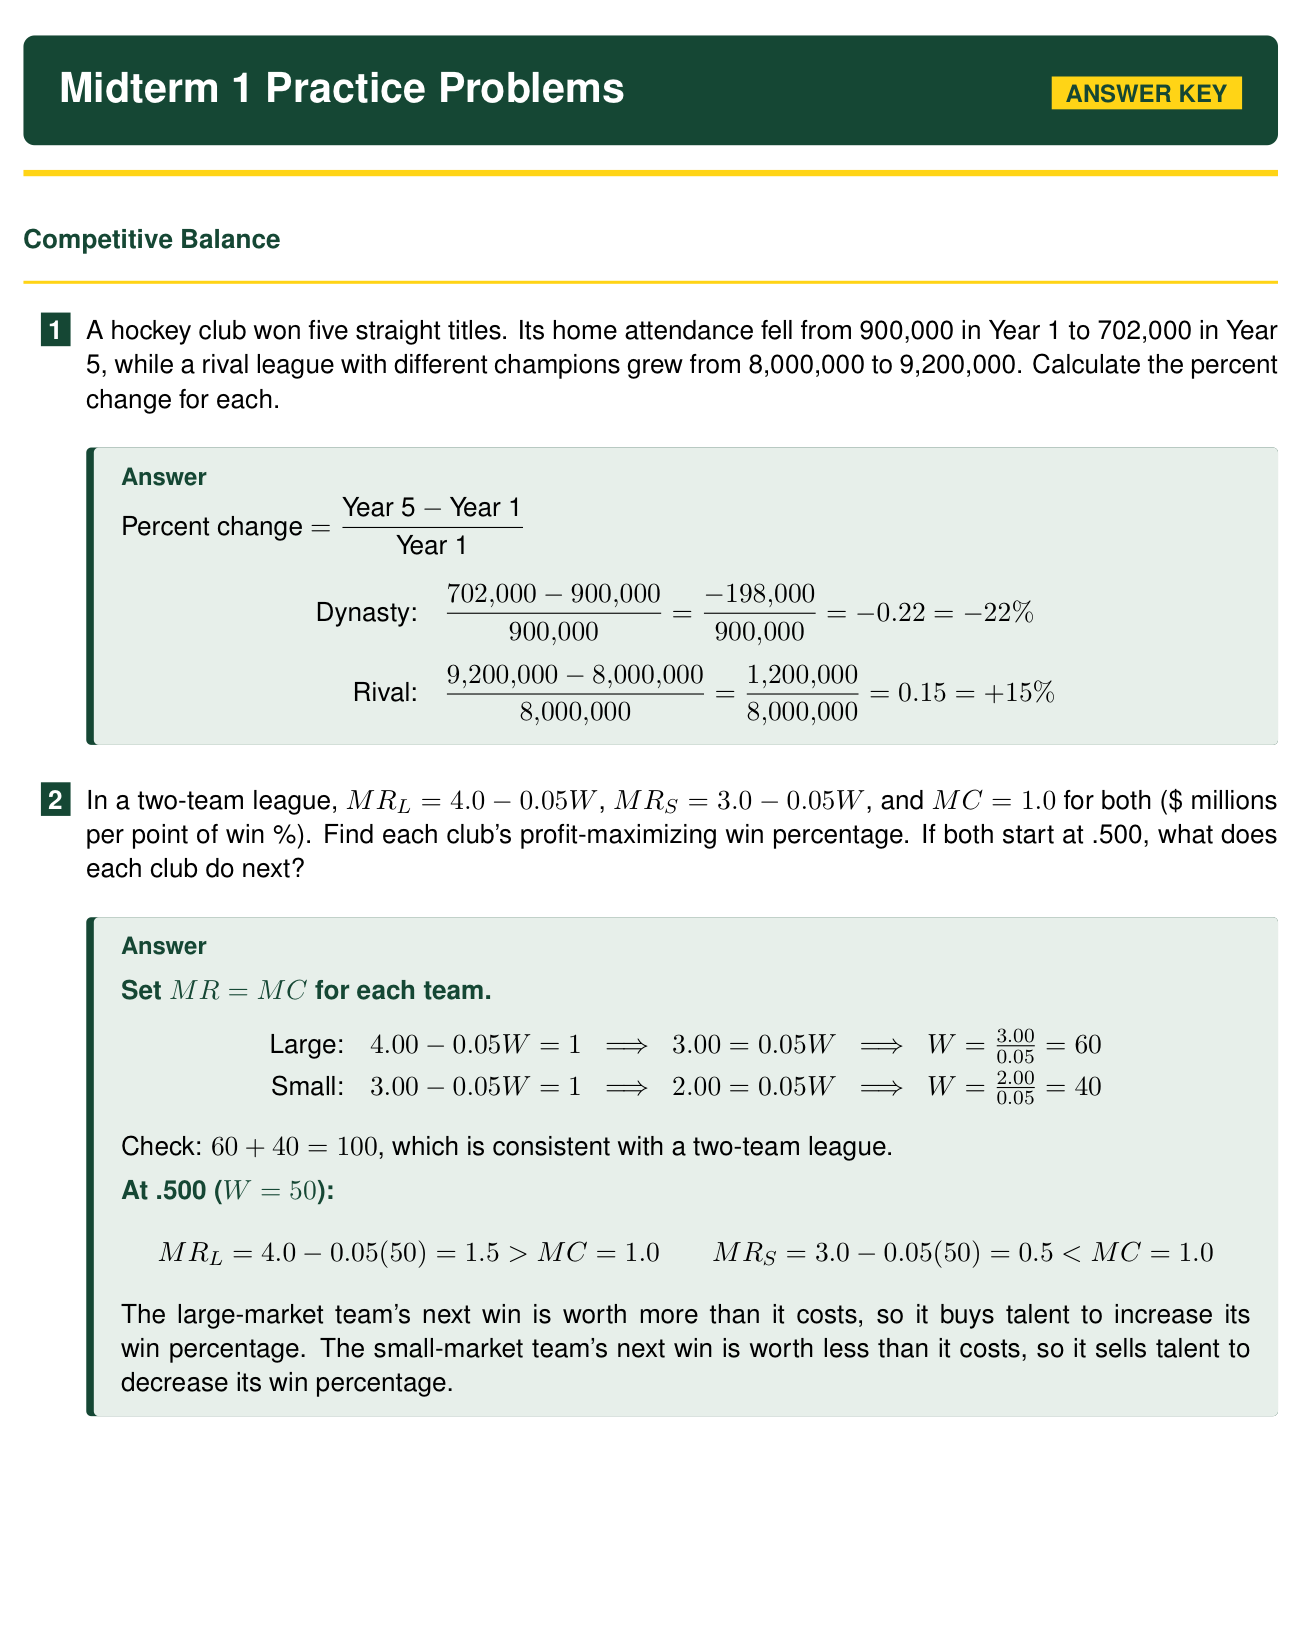 Midterm 1 Practice Problems
ANSWER KEY
Competitive Balance
1 A hockey club won five straight titles. Its home attendance fell from 900,000 in Year 1 to 702,000 in Year
5, while a rival league with different champions grew from 8,000,000 to 9,200,000. Calculate the percent
change for each.
Answer
Percent change = (Year 5 − Year 1) / (Year 1)
Dynasty: (702,000 − 900,000) / 900,000 = −198,000 / 900,000 = −0.22 = −22%
Rival: (9,200,000 − 8,000,000) / 8,000,000 = 1,200,000 / 8,000,000 = 0.15 = +15%
2 In a two-team league, MR_L = 4.0 − 0.05W, MR_S = 3.0 − 0.05W, and MC = 1.0 for both ($ millions
per point of win %). Find each club's profit-maximizing win percentage. If both start at .500, what does
each club do next?
Answer
Set MR = MC for each team.
Large: 4.00 − 0.05W = 1 ⟹ 3.00 = 0.05W ⟹ W = 3.00/0.05 = 60
Small: 3.00 − 0.05W = 1 ⟹ 2.00 = 0.05W ⟹ W = 2.00/0.05 = 40
Check: 60 + 40 = 100, which is consistent with a two-team league.
At .500 (W = 50):
MR_L = 4.0 − 0.05(50) = 1.5 > MC = 1.0 MR_S = 3.0 − 0.05(50) = 0.5 < MC = 1.0
The large-market team's next win is worth more than it costs, so it buys talent to increase its
win percentage. The small-market team's next win is worth less than it costs, so it sells talent to
decrease its win percentage.